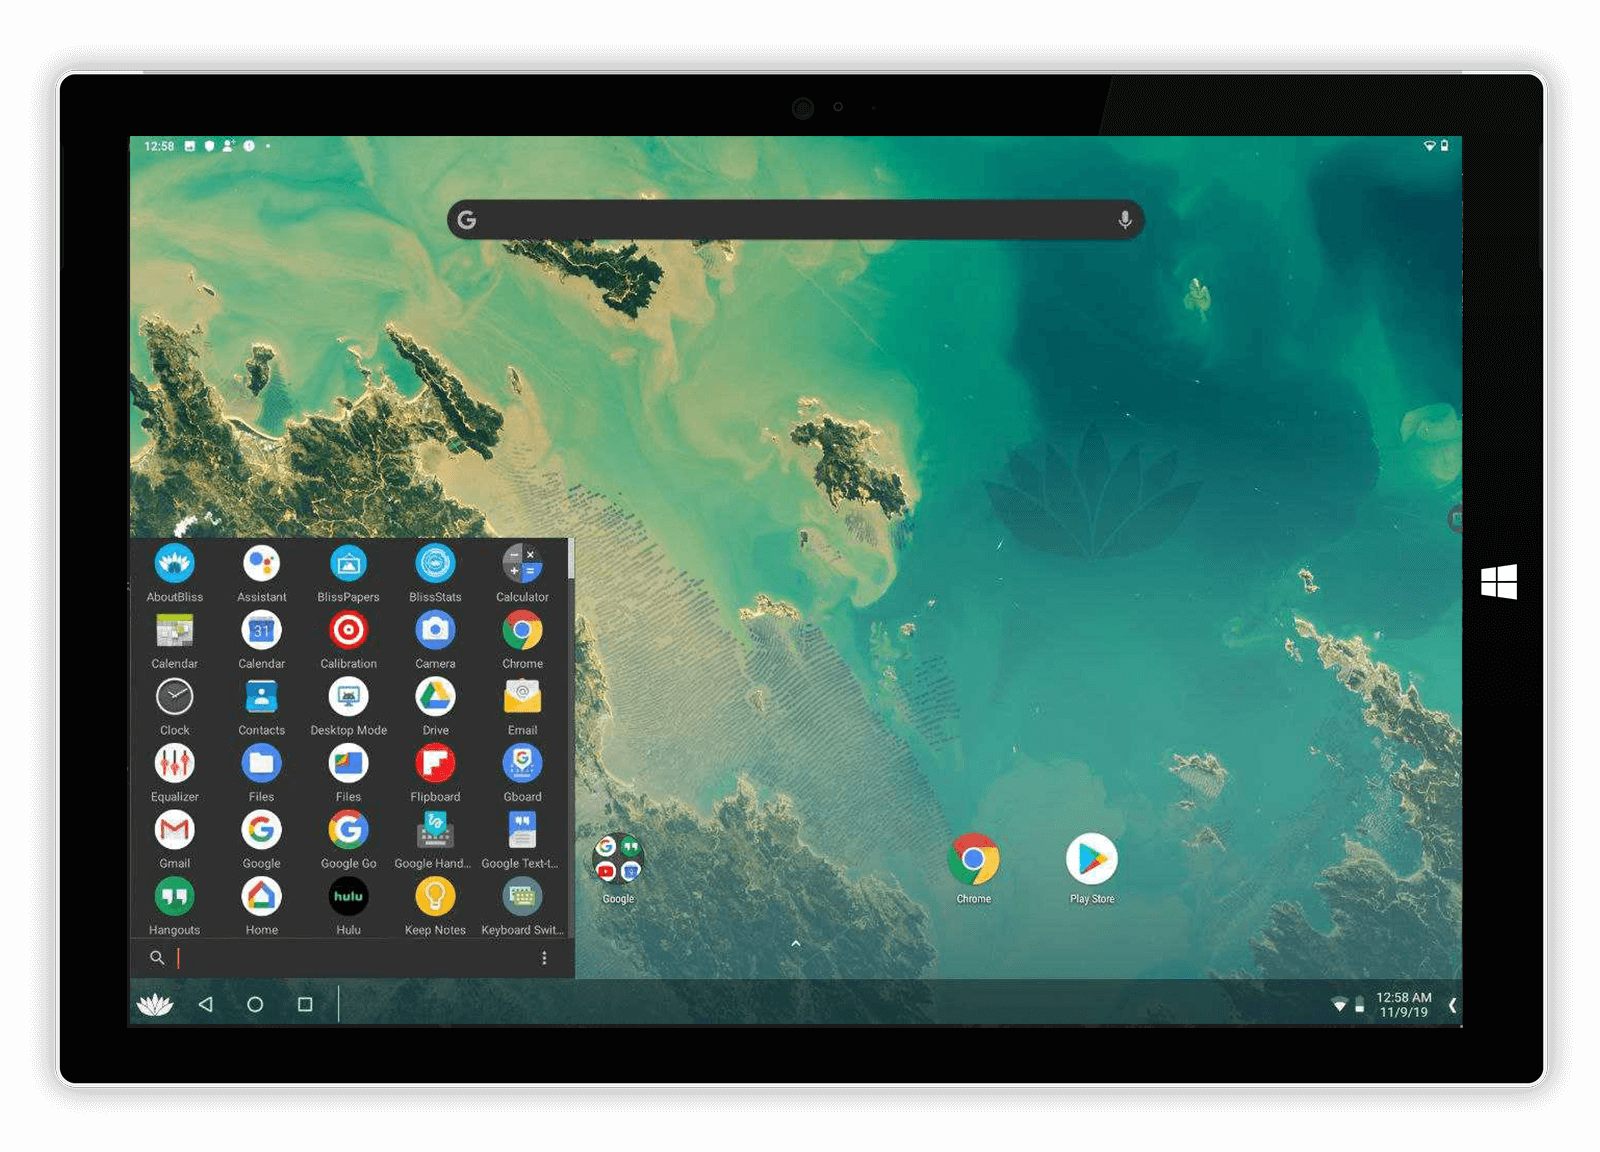 12:58
AboutBliss Assistant BlissPapers BlissStats Calculator
Calendar 31 Calendar Calibration Camera Chrome
Clock Contacts Desktop Mode Drive Email
Equalizer Files Files Flipboard Gboard
Gmail Google Google Go Google Hand... Google Text-t...
hulu
Hangouts Home Hulu Keep Notes Keyboard Swit...
Google Chrome Play Store
12:58 AM
11/9/19